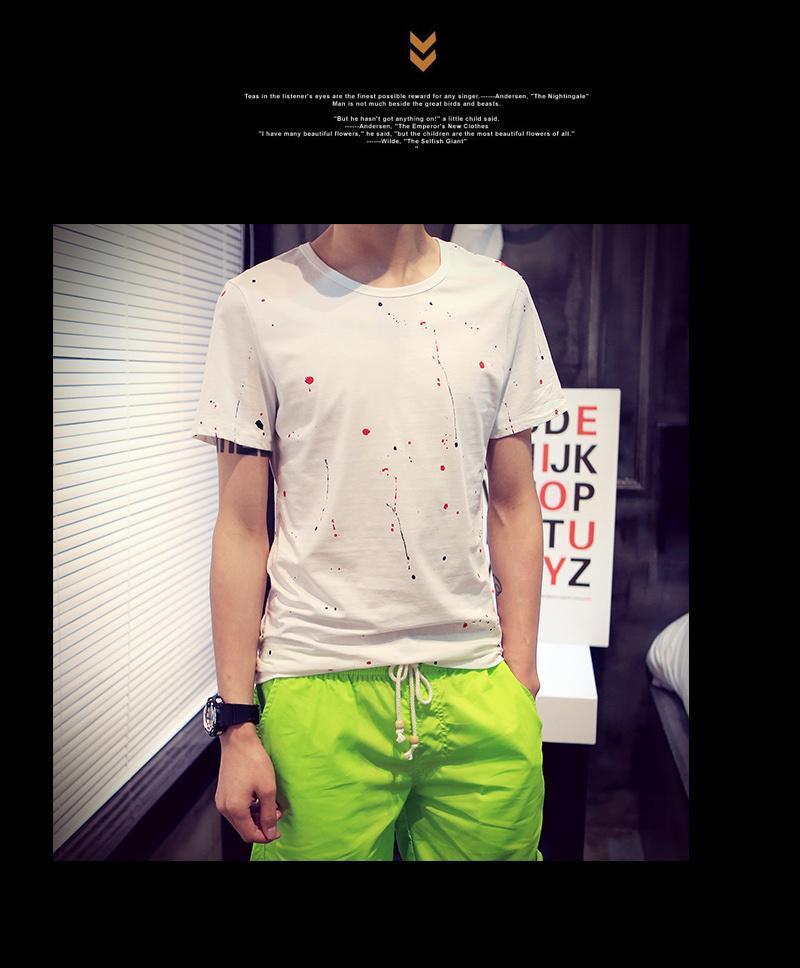 Teas in the listener's eyes are the finest possible reward for any singer.------Andersen, "The Nightingale"
Man is not much beside the great birds and beasts.
"But he hasn't got anything on!" a little child said.
------Andersen, "The Emperor's New Clothes
"I have many beautiful flowers," he said, "but the children are the most beautiful flowers of all."
------Wilde, "The Selfish Giant"
"
DE
IJK
OP
TU
YZ